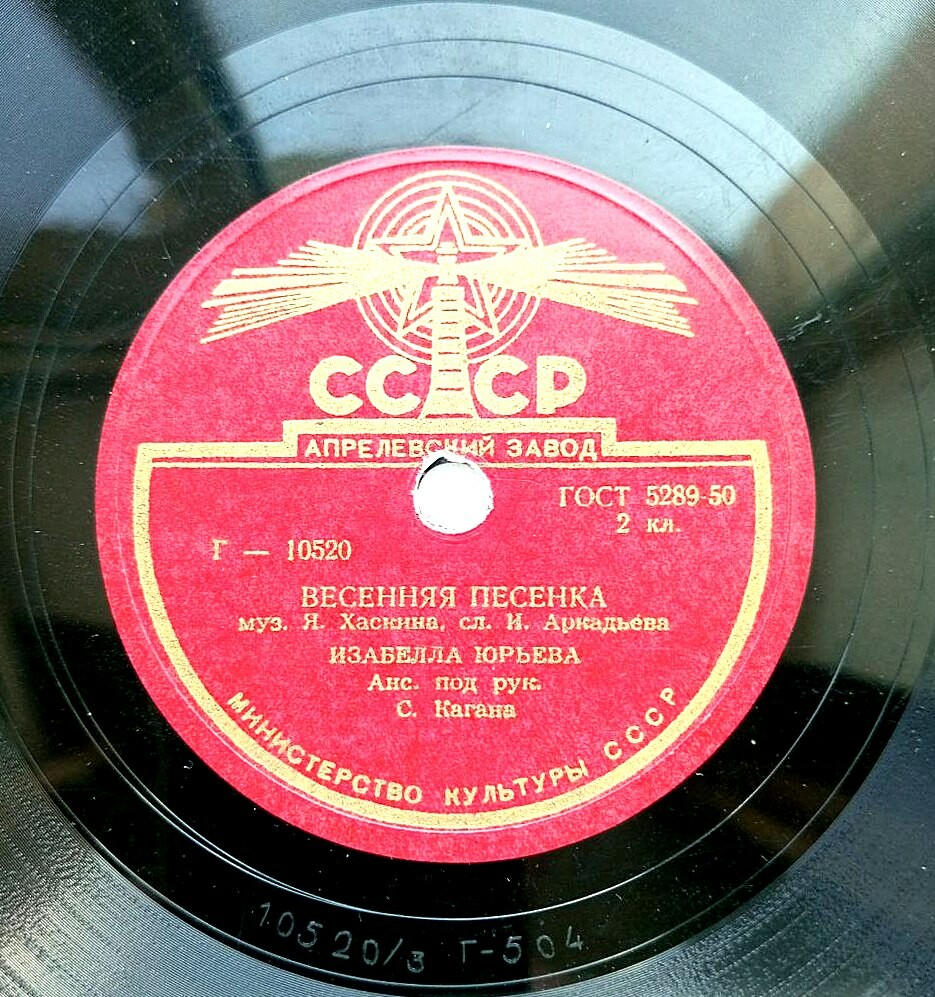 СССР
АПРЕЛЕВСКИЙ ЗАВОД
ГОСТ 5289-50
2 кл.
Г — 10520
ВЕСЕННЯЯ ПЕСЕНКА
муз. Я. Хаскина, сл. И. Аркадьева
ИЗАБЕЛЛА ЮРЬЕВА
Анс. под рук.
С. Кагана
МИНИСТЕРСТВО КУЛЬТУРЫ СССР
10520/3 Г-504